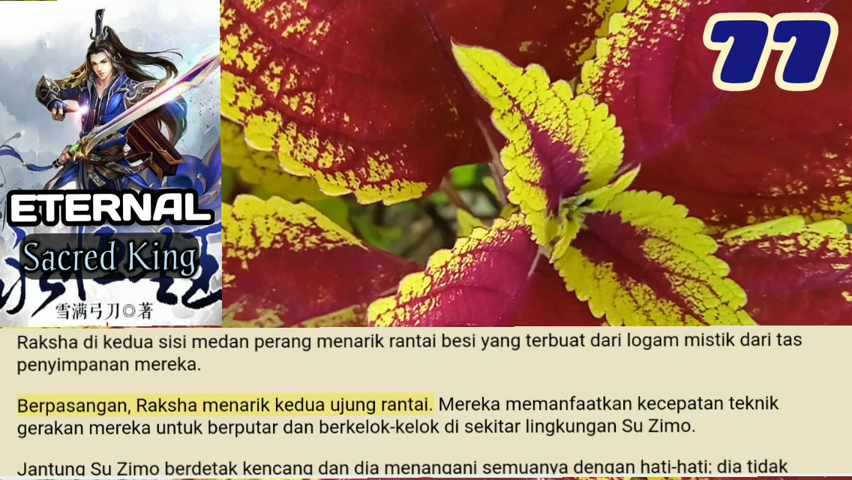 77
ETERNAL
Sacred King
雪满弓刀◎著
Raksha di kedua sisi medan perang menarik rantai besi yang terbuat dari logam mistik dari tas
penyimpanan mereka.
Berpasangan, Raksha menarik kedua ujung rantai. Mereka memanfaatkan kecepatan teknik
gerakan mereka untuk berputar dan berkelok-kelok di sekitar lingkungan Su Zimo.
Jantung Su Zimo berdetak kencang dan dia menangani semuanya dengan hati-hati; dia tidak